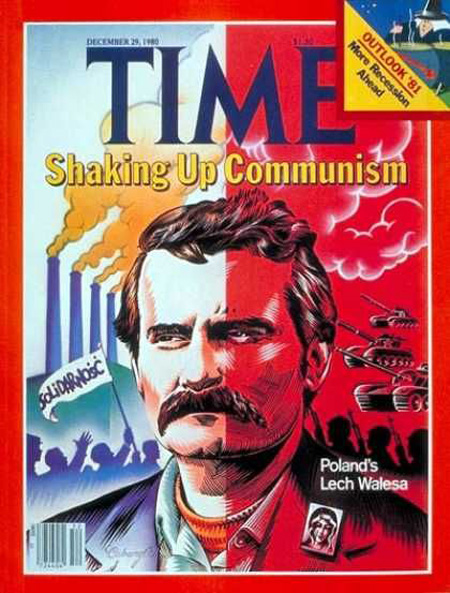 DECEMBER 29, 1980
$1.50
OUTLOOK '81
More Recession
Ahead
TIME
Shaking Up Communism
SOLIDARNOŚĆ
Poland's
Lech Walesa